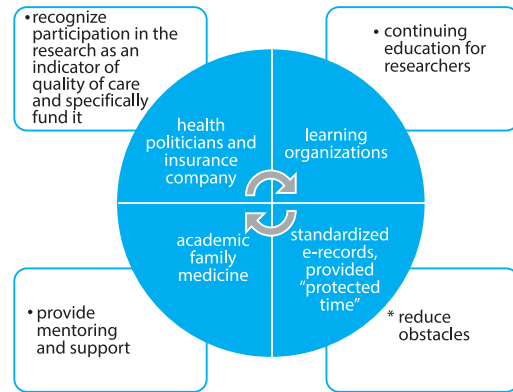 • recognize
participation in the
research as an
indicator of
quality of care
and specifically
fund it
• continuing
education for
researchers
health
politicians and
insurance
company
learning
organizations
academic
family
medicine
standardized
e-records,
provided
"protected
time"
• provide
mentoring
and support
* reduce
obstacles